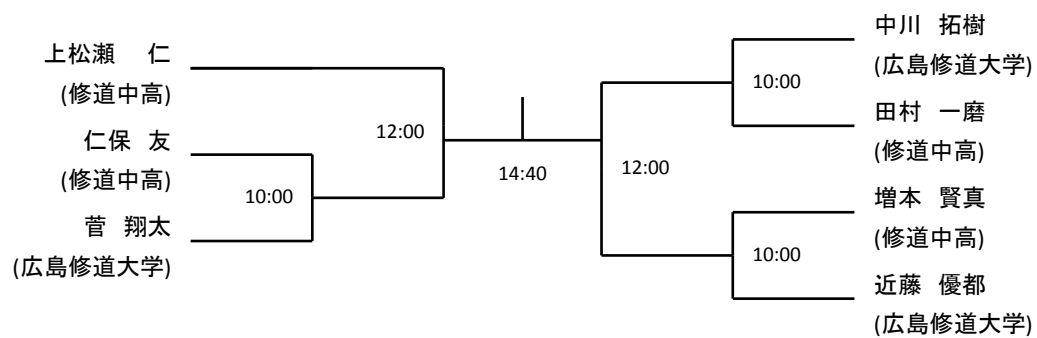 上松瀬　仁
(修道中高)
仁保　友
(修道中高)
菅　翔太
(広島修道大学)
10:00
12:00
14:40
12:00
10:00
10:00
中川　拓樹
(広島修道大学)
田村　一磨
(修道中高)
増本　賢真
(修道中高)
近藤　優都
(広島修道大学)